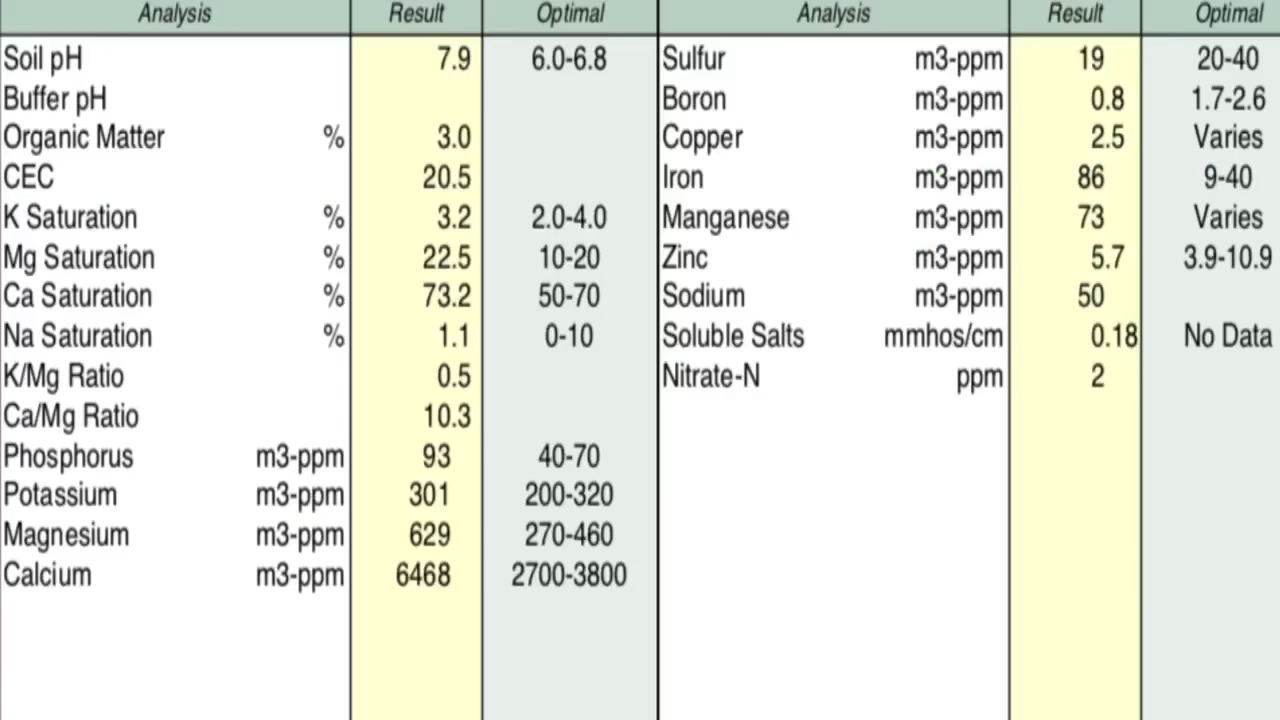 Analysis Result Optimal Analysis Result Optimal
Soil pH 7.9 6.0-6.8 Sulfur m3-ppm 19 20-40
Buffer pH Boron m3-ppm 0.8 1.7-2.6
Organic Matter % 3.0 Copper m3-ppm 2.5 Varies
CEC 20.5 Iron m3-ppm 86 9-40
K Saturation % 3.2 2.0-4.0 Manganese m3-ppm 73 Varies
Mg Saturation % 22.5 10-20 Zinc m3-ppm 5.7 3.9-10.9
Ca Saturation % 73.2 50-70 Sodium m3-ppm 50
Na Saturation % 1.1 0-10 Soluble Salts mmhos/cm 0.18 No Data
K/Mg Ratio 0.5 Nitrate-N ppm 2
Ca/Mg Ratio 10.3
Phosphorus m3-ppm 93 40-70
Potassium m3-ppm 301 200-320
Magnesium m3-ppm 629 270-460
Calcium m3-ppm 6468 2700-3800